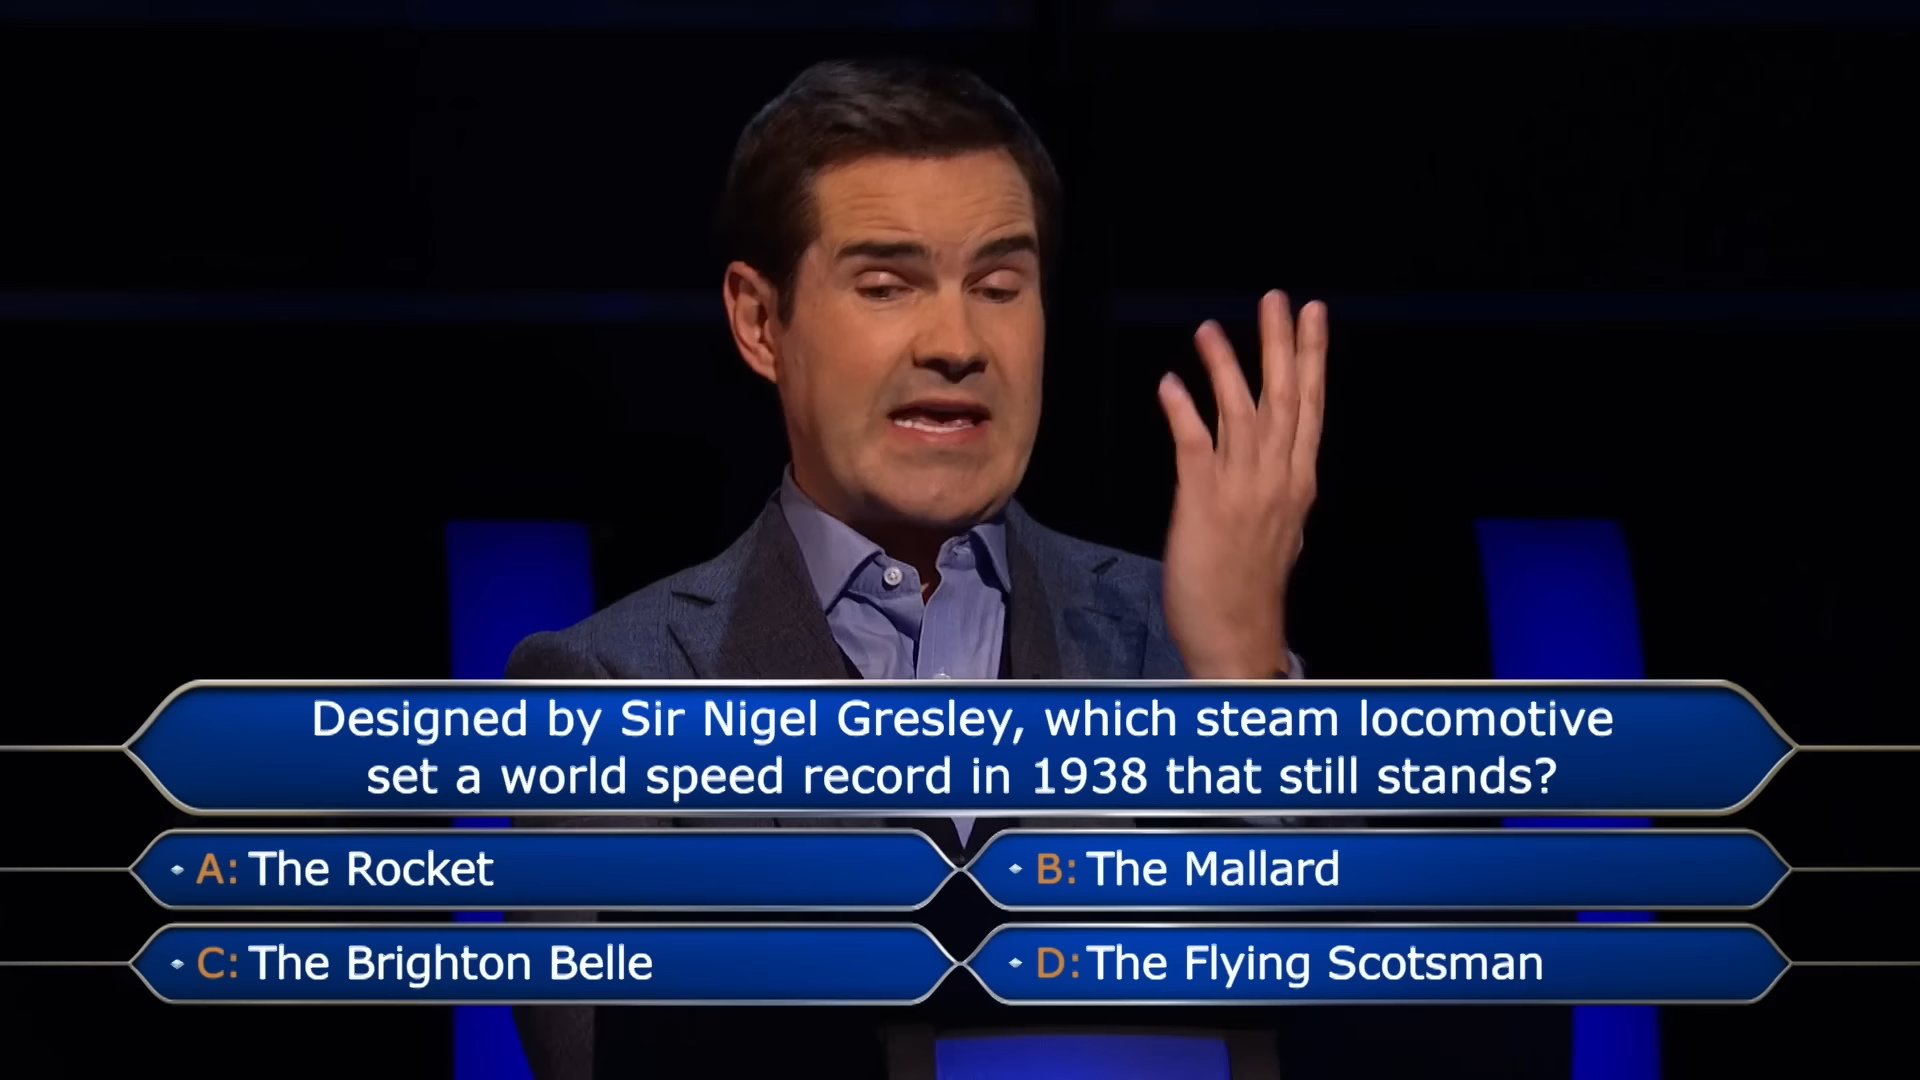 Designed by Sir Nigel Gresley, which steam locomotive
set a world speed record in 1938 that still stands?
A: The Rocket
B: The Mallard
C: The Brighton Belle
D: The Flying Scotsman